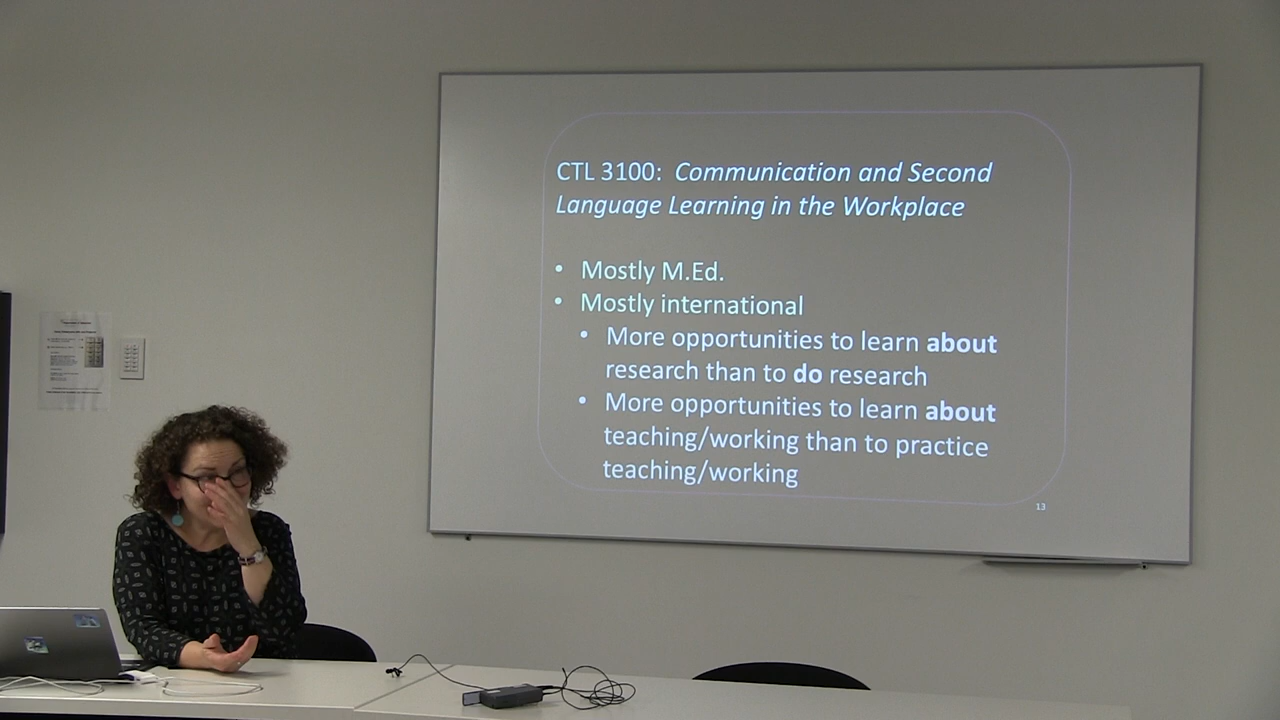 CTL 3100: Communication and Second
Language Learning in the Workplace
• Mostly M.Ed.
• Mostly international
• More opportunities to learn about
research than to do research
• More opportunities to learn about
teaching/working than to practice
teaching/working
13